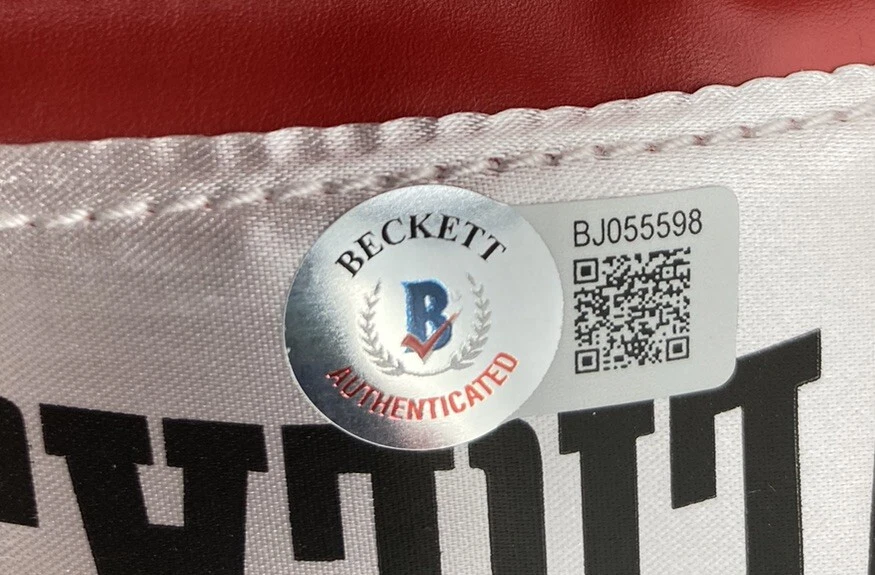 BECKETT
B
AUTHENTICATED
BJ055598